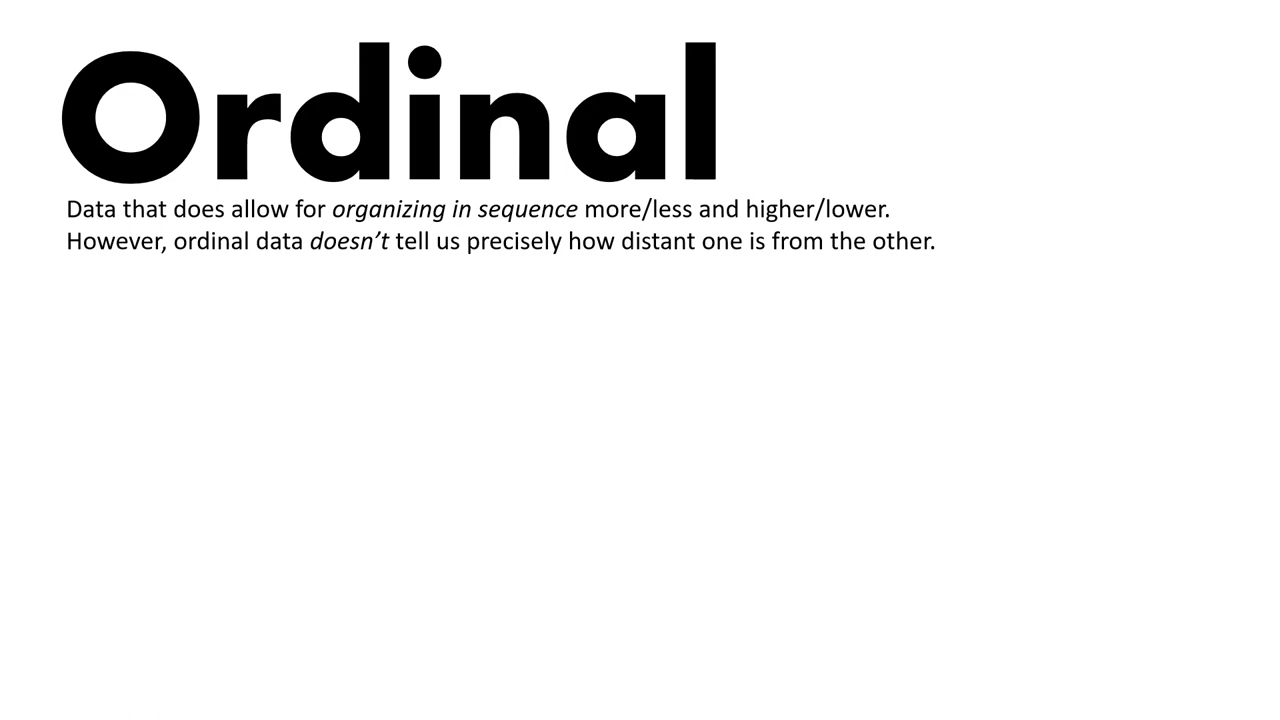 Ordinal
Data that does allow for organizing in sequence more/less and higher/lower.
However, ordinal data doesn’t tell us precisely how distant one is from the other.